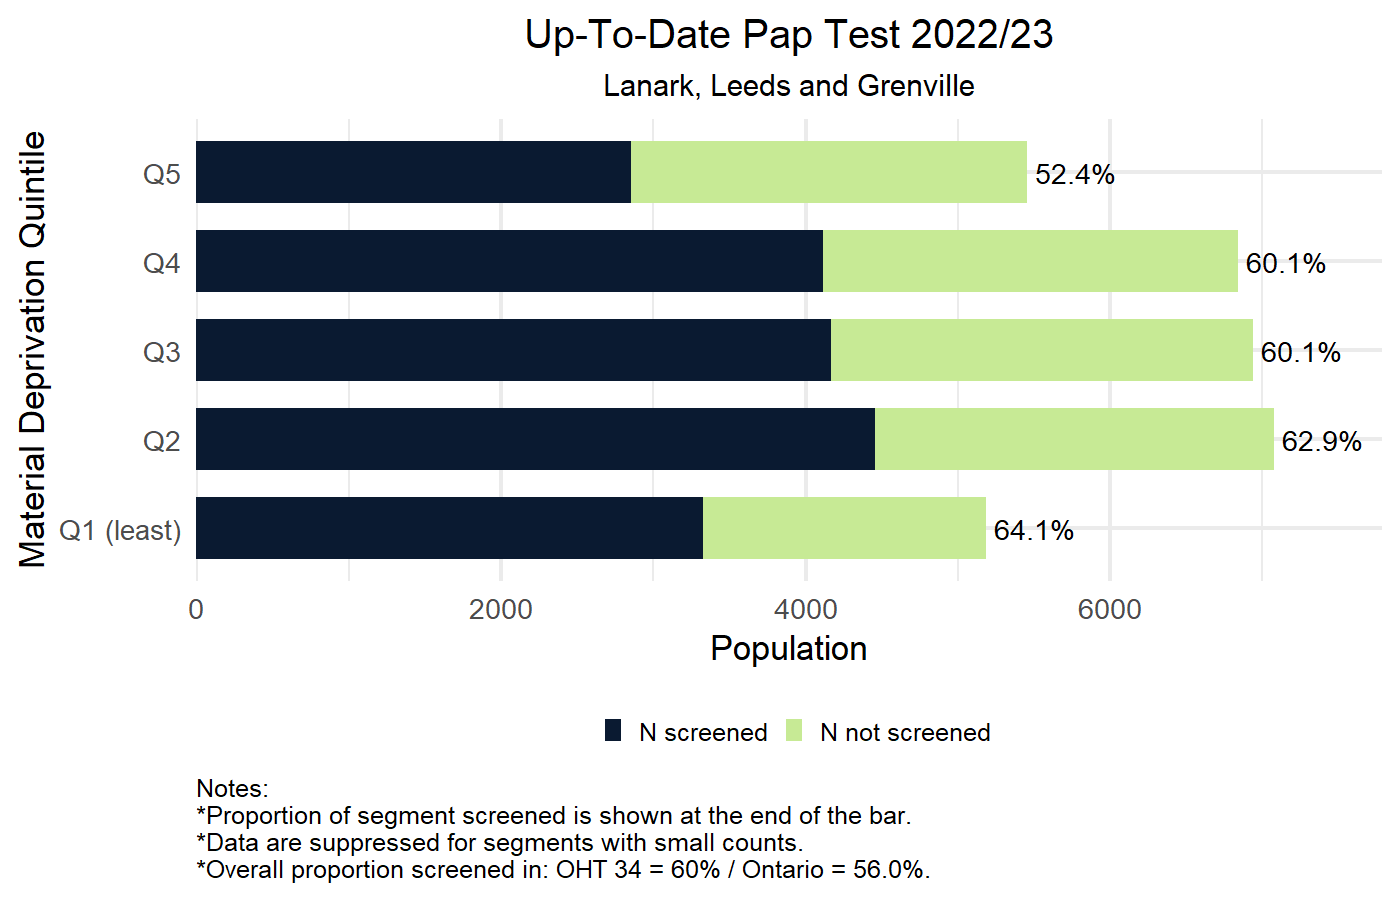 Up-To-Date Pap Test 2022/23
Lanark, Leeds and Grenville
Material Deprivation Quintile
Q5
52.4%
Q4
60.1%
Q3
60.1%
Q2
62.9%
Q1 (least)
64.1%
0 2000 4000 6000
Population
N screened N not screened
Notes:
*Proportion of segment screened is shown at the end of the bar.
*Data are suppressed for segments with small counts.
*Overall proportion screened in: OHT 34 = 60% / Ontario = 56.0%.